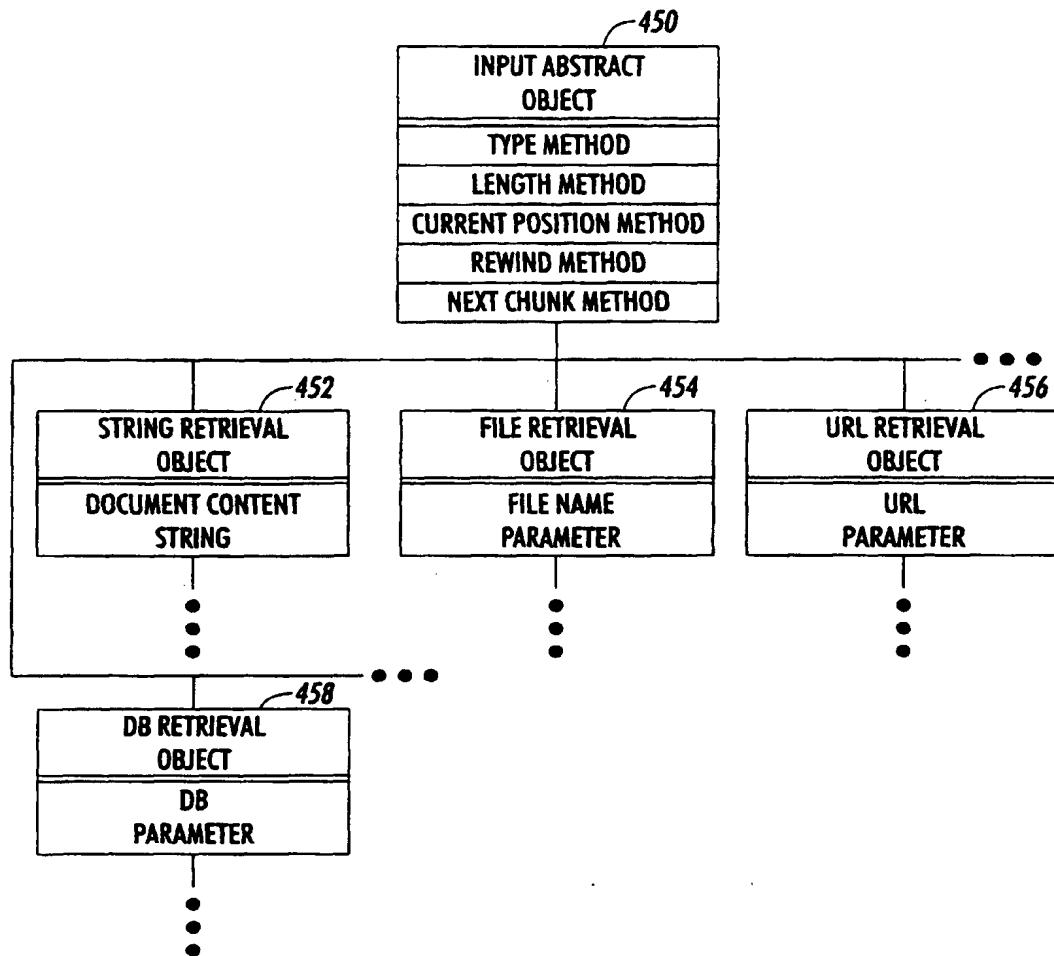 450
INPUT ABSTRACT
OBJECT
TYPE METHOD
LENGTH METHOD
CURRENT POSITION METHOD
REWIND METHOD
NEXT CHUNK METHOD
452
STRING RETRIEVAL
OBJECT
DOCUMENT CONTENT
STRING
454
FILE RETRIEVAL
OBJECT
FILE NAME
PARAMETER
456
URL RETRIEVAL
OBJECT
URL
PARAMETER
458
DB RETRIEVAL
OBJECT
DB
PARAMETER